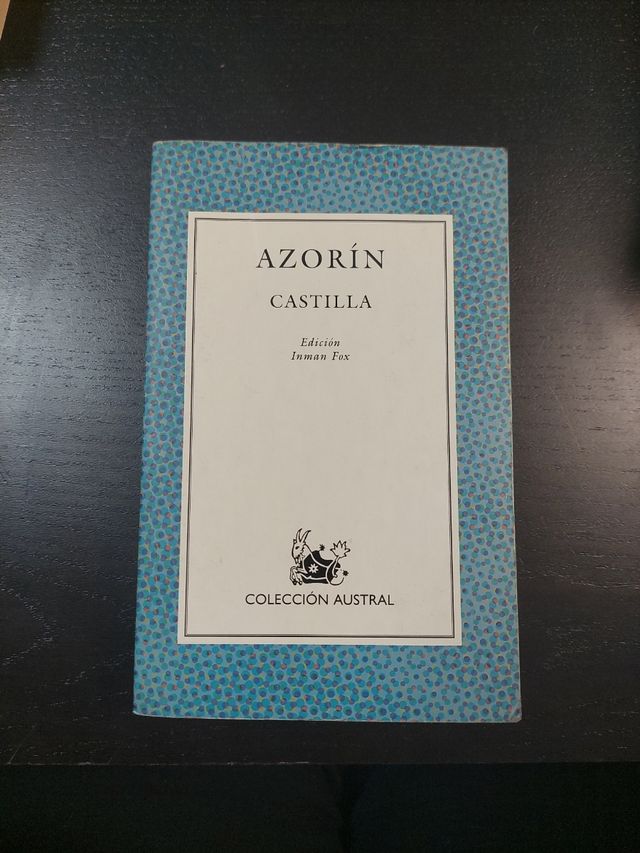 AZORÍN
CASTILLA
Edición
Inman Fox
COLECCIÓN AUSTRAL